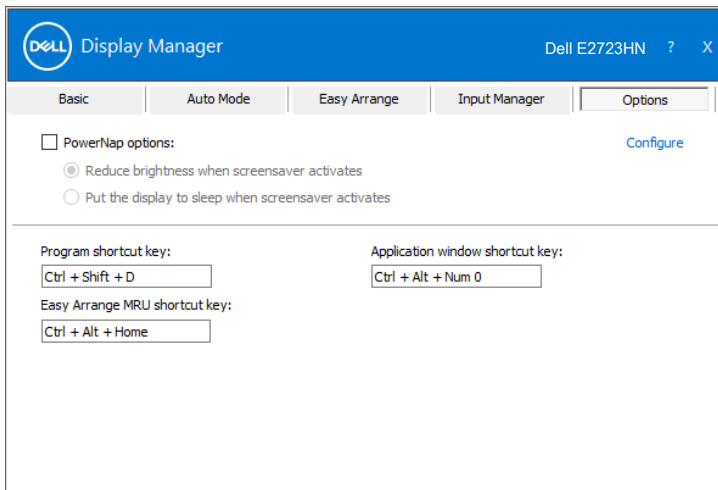 DELL Display Manager Dell E2723HN ? X
Basic Auto Mode Easy Arrange Input Manager Options
PowerNap options: Configure
Reduce brightness when screensaver activates
Put the display to sleep when screensaver activates
Program shortcut key: Application window shortcut key:
Ctrl + Shift + D Ctrl + Alt + Num 0
Easy Arrange MRU shortcut key:
Ctrl + Alt + Home